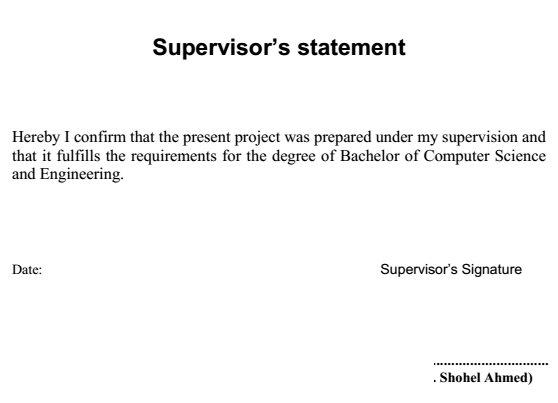 Supervisor’s statement
Hereby I confirm that the present project was prepared under my supervision and
that it fulfills the requirements for the degree of Bachelor of Computer Science
and Engineering.
Date: Supervisor’s Signature
................................
. Shohel Ahmed)